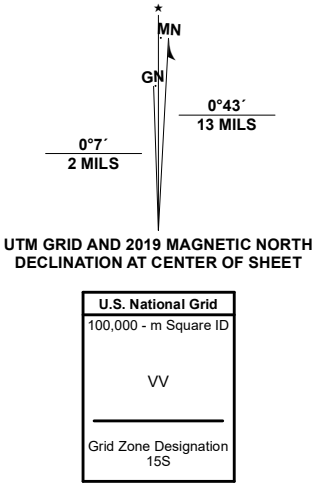 ★
MN
GN
0°43´
13 MILS
0°7´
2 MILS
UTM GRID AND 2019 MAGNETIC NORTH
DECLINATION AT CENTER OF SHEET
U.S. National Grid
100,000 - m Square ID
VV
Grid Zone Designation
15S